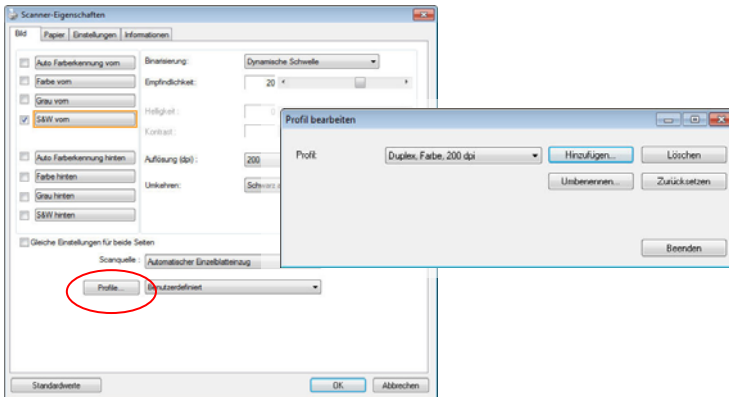 Scanner-Eigenschaften
Bild Papier Einstellungen Informationen
Auto Farberkennung vorn Binarisierung: Dynamische Schwelle
Farbe vorn Empfindlichkeit: 20
Grau vorn Helligkeit : 0
S&W vorn Kontrast :
Auto Farberkennung hinten Auflösung (dpi) : 200
Farbe hinten Umkehren: Schwarz
Grau hinten
S&W hinten
Gleiche Einstellungen für beide Seiten
Scanquelle : Automatischer Einzelblatteinzug
Profile... Benutzerdefiniert
Standardwerte OK Abbrechen
Profil bearbeiten
Profil: Duplex, Farbe, 200 dpi Hinzufügen... Löschen
Umbenennen... Zurücksetzen
Beenden